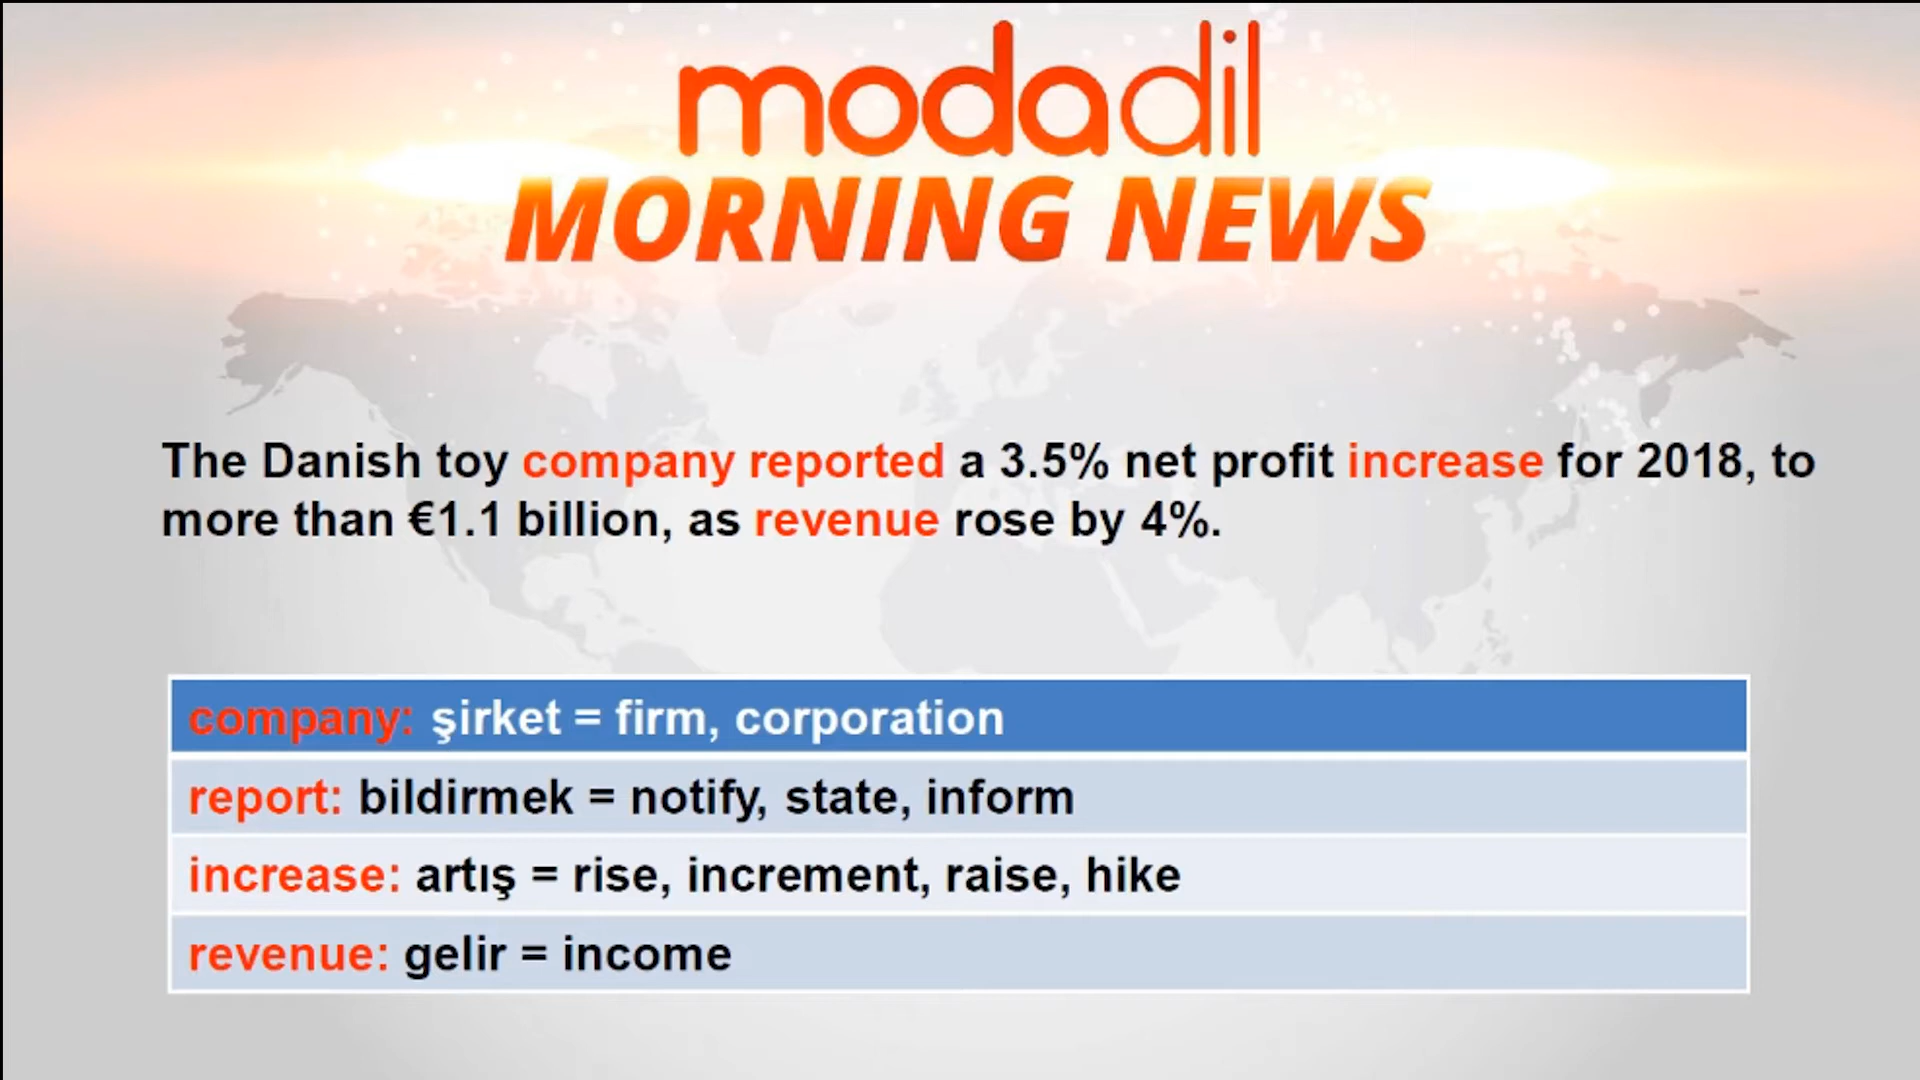 modadil
MORNING NEWS
The Danish toy company reported a 3.5% net profit increase for 2018, to
more than €1.1 billion, as revenue rose by 4%.
company: şirket = firm, corporation
report: bildirmek = notify, state, inform
increase: artış = rise, increment, raise, hike
revenue: gelir = income